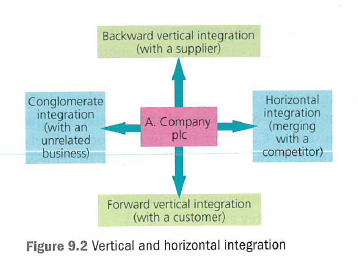 Backward vertical integration
(with a supplier)
Conglomerate
integration
(with an
unrelated
business)
A. Company
plc
Horizontal
integration
(merging
with a
competitor)
Forward vertical integration
(with a customer)
Figure 9.2 Vertical and horizontal integration